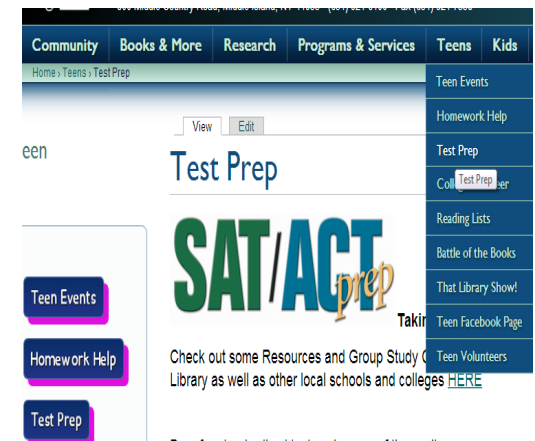 Community Books & More Research Programs & Services Teens Kids
Home › Teens › Test Prep
Teen Events
Homework Help
Test Prep
Test Prep
Reading Lists
Battle of the Books
That Library Show!
Teen Facebook Page
Teen Volunteers
View Edit
een
Test Prep
SAT/ACT prep
Takin
Check out some Resources and Group Study
Library as well as other local schools and colleges HERE
Teen Events
Homework Help
Test Prep